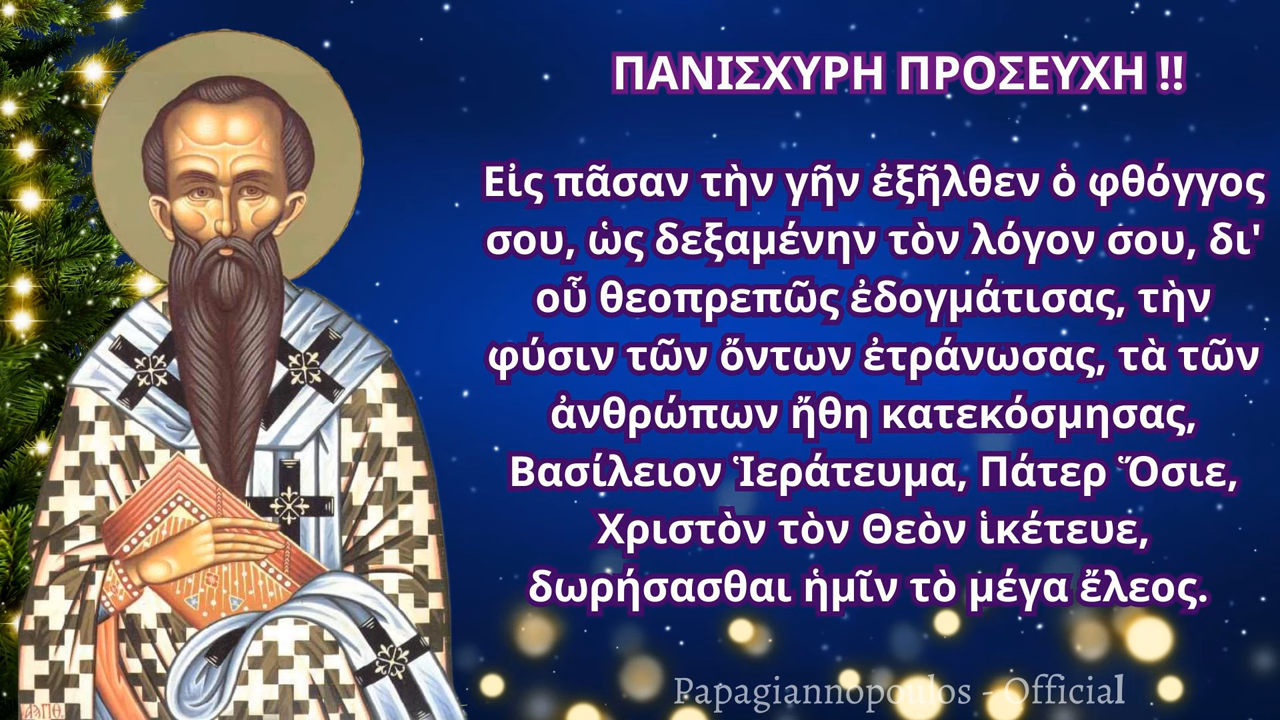 ΠΑΝΙΣΧΥΡΗ ΠΡΟΣΕΥΧΗ !!
Εἰς πᾶσαν τὴν γῆν ἐξῆλθεν ὁ φθόγγος
σου, ὡς δεξαμένην τὸν λόγον σου, δι'
οὗ θεοπρεπῶς ἐδογμάτισας, τὴν
φύσιν τῶν ὄντων ἐτράνωσας, τὰ τῶν
ἀνθρώπων ἤθη κατεκόσμησας,
Βασίλειον Ἱεράτευμα, Πάτερ Ὅσιε,
Χριστὸν τὸν Θεὸν ἱκέτευε,
δωρήσασθαι ἡμῖν τὸ μέγα ἔλεος.
Papagiannopoulos - Official